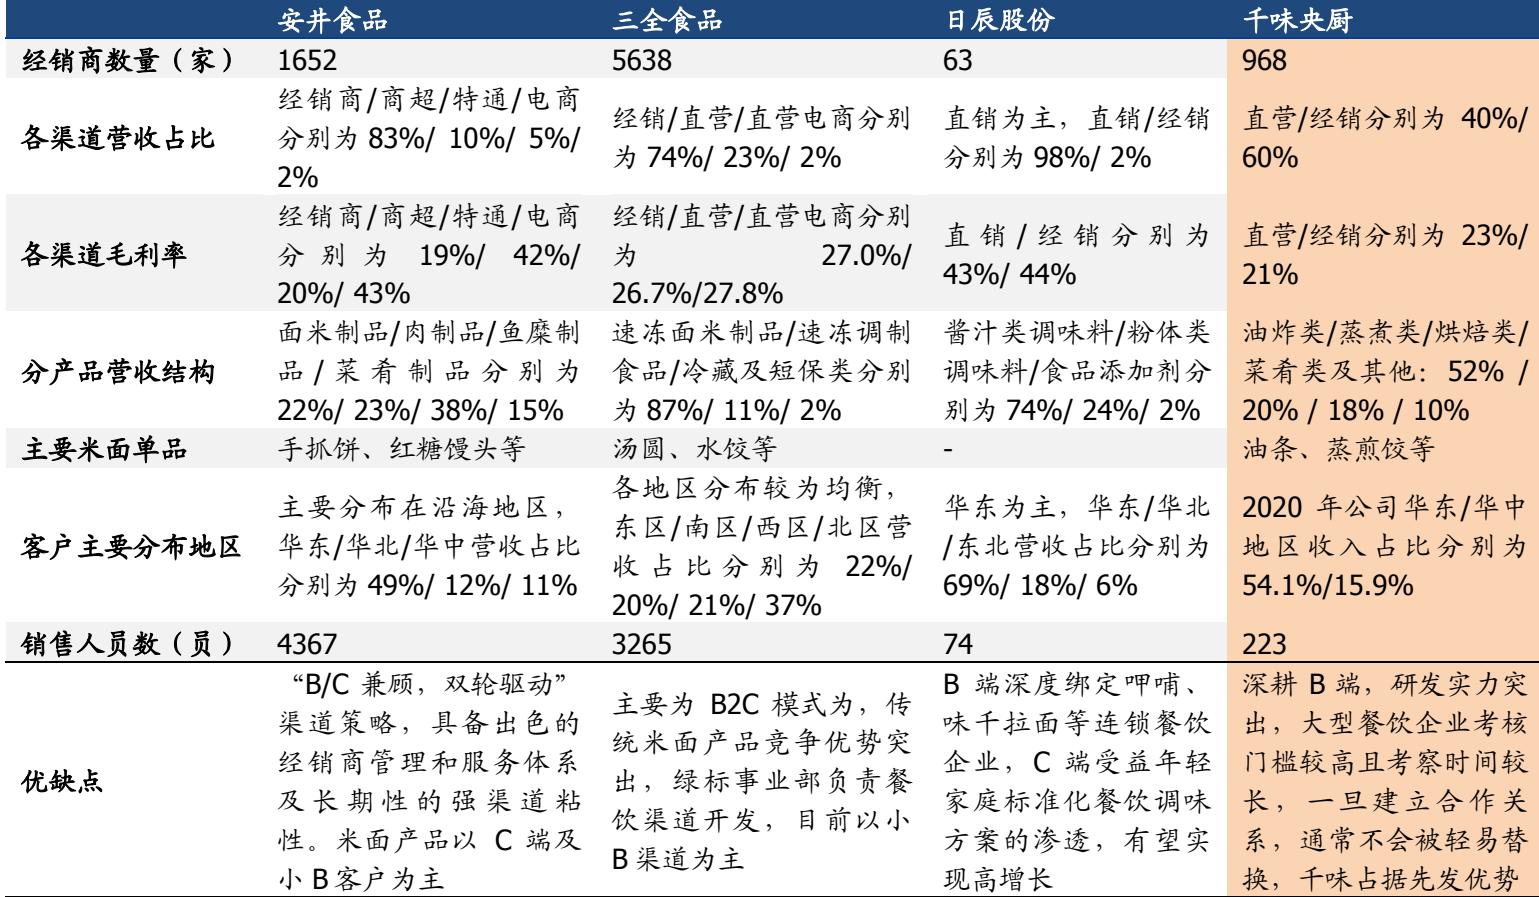 安井食品 三全食品 日辰股份 千味央厨
经销商数量（家） 1652 5638 63 968
各渠道营收占比
经销商/商超/特通/电商
分别为 83%/ 10%/ 5%/
2%
经销/直营/直营电商分别
为 74%/ 23%/ 2%
直销为主，直销/经销
分别为 98%/ 2%
直营/经销分别为 40%/
60%
各渠道毛利率
经销商/商超/特通/电商
分别为 19%/ 42%/
20%/ 43%
经销/直营/直营电商分别
为 27.0%/
26.7%/27.8%
直销/经销分别为
43%/ 44%
直营/经销分别为 23%/
21%
分产品营收结构
面米制品/肉制品/鱼糜制
品/菜肴制品分别为
22%/ 23%/ 38%/ 15%
速冻面米制品/速冻调制
食品/冷藏及短保类分别
为 87%/ 11%/ 2%
酱汁类调味料/粉体类
调味料/食品添加剂分
别为 74%/ 24%/ 2%
油炸类/蒸煮类/烘焙类/
菜肴类及其他：52% /
20% / 18% / 10%
主要米面单品 手抓饼、红糖馒头等 汤圆、水饺等 - 油条、蒸煎饺等
客户主要分布地区
主要分布在沿海地区，
华东/华北/华中营收占比
分别为 49%/ 12%/ 11%
各地区分布较为均衡，
东区/南区/西区/北区营
收占比分别为 22%/
20%/ 21%/ 37%
华东为主，华东/华北
/东北营收占比分别为
69%/ 18%/ 6%
2020 年公司华东/华中
地区收入占比分别为
54.1%/15.9%
销售人员数（员） 4367 3265 74 223
优缺点
“B/C 兼顾，双轮驱动”
渠道策略，具备出色的
经销商管理和服务体系
及长期性的强渠道粘
性。米面产品以 C 端及
小 B 客户为主
主要为 B2C 模式为，传
统米面产品竞争优势突
出，绿标事业部负责餐
饮渠道开发，目前以小
B 渠道为主
B 端深度绑定呷哺、
味千拉面等连锁餐饮
企业，C 端受益年轻
家庭标准化餐饮调味
方案的渗透，有望实
现高增长
深耕 B 端，研发实力突
出，大型餐饮企业考核
门槛较高且考察时间较
长，一旦建立合作关
系，通常不会被轻易替
换，千味占据先发优势